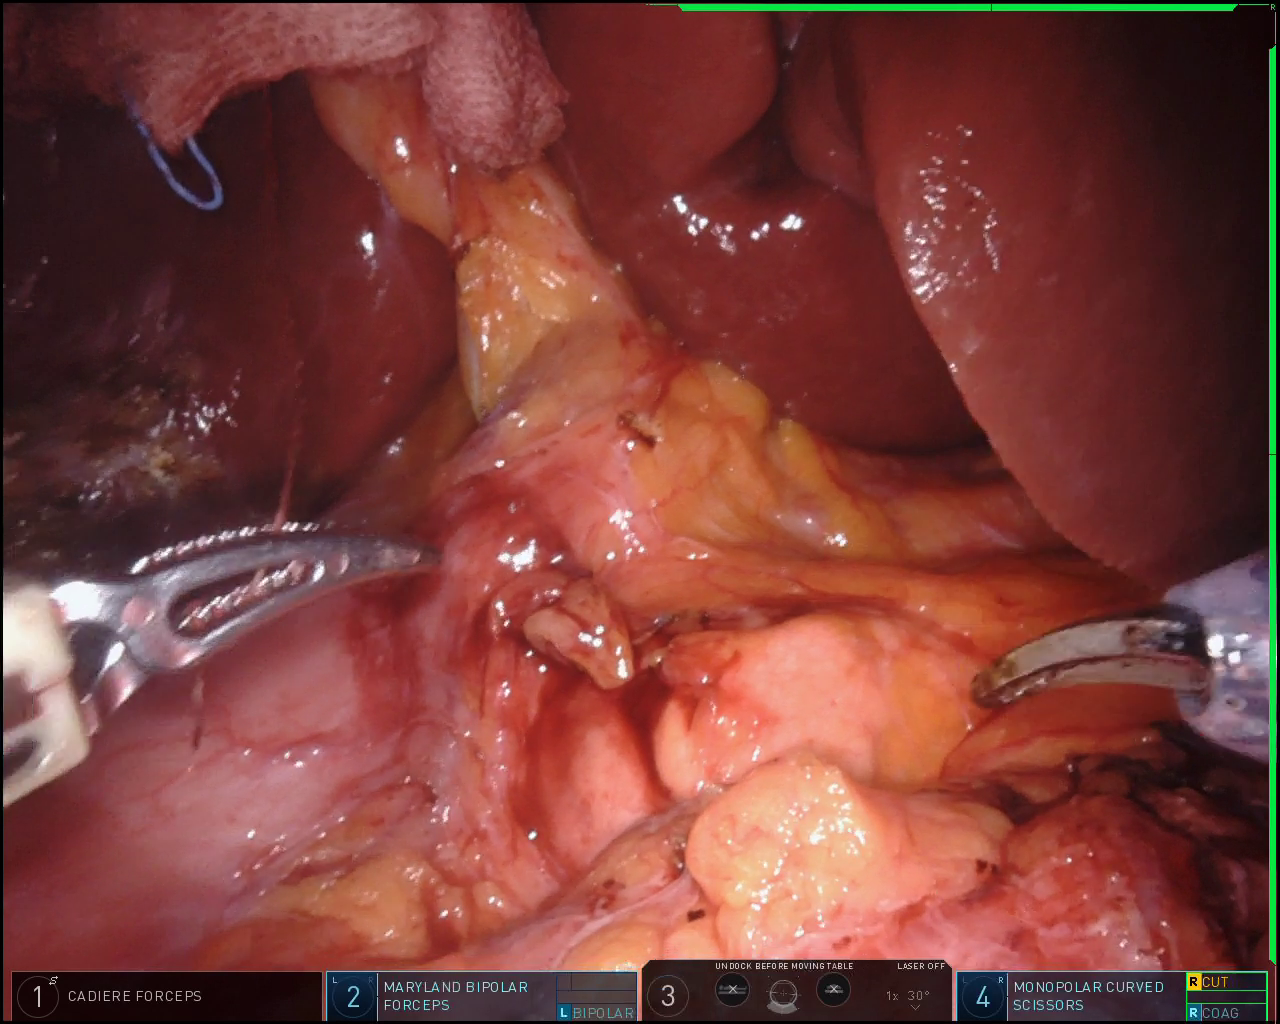 R
1 CADIERE FORCEPS
L R
2 MARYLAND BIPOLAR
FORCEPS
L BIPOLAR
UNDOCK BEFORE MOVING TABLE LASER OFF
3 1x 30°
L R
4 MONOPOLAR CURVED
SCISSORS
R CUT
R COAG